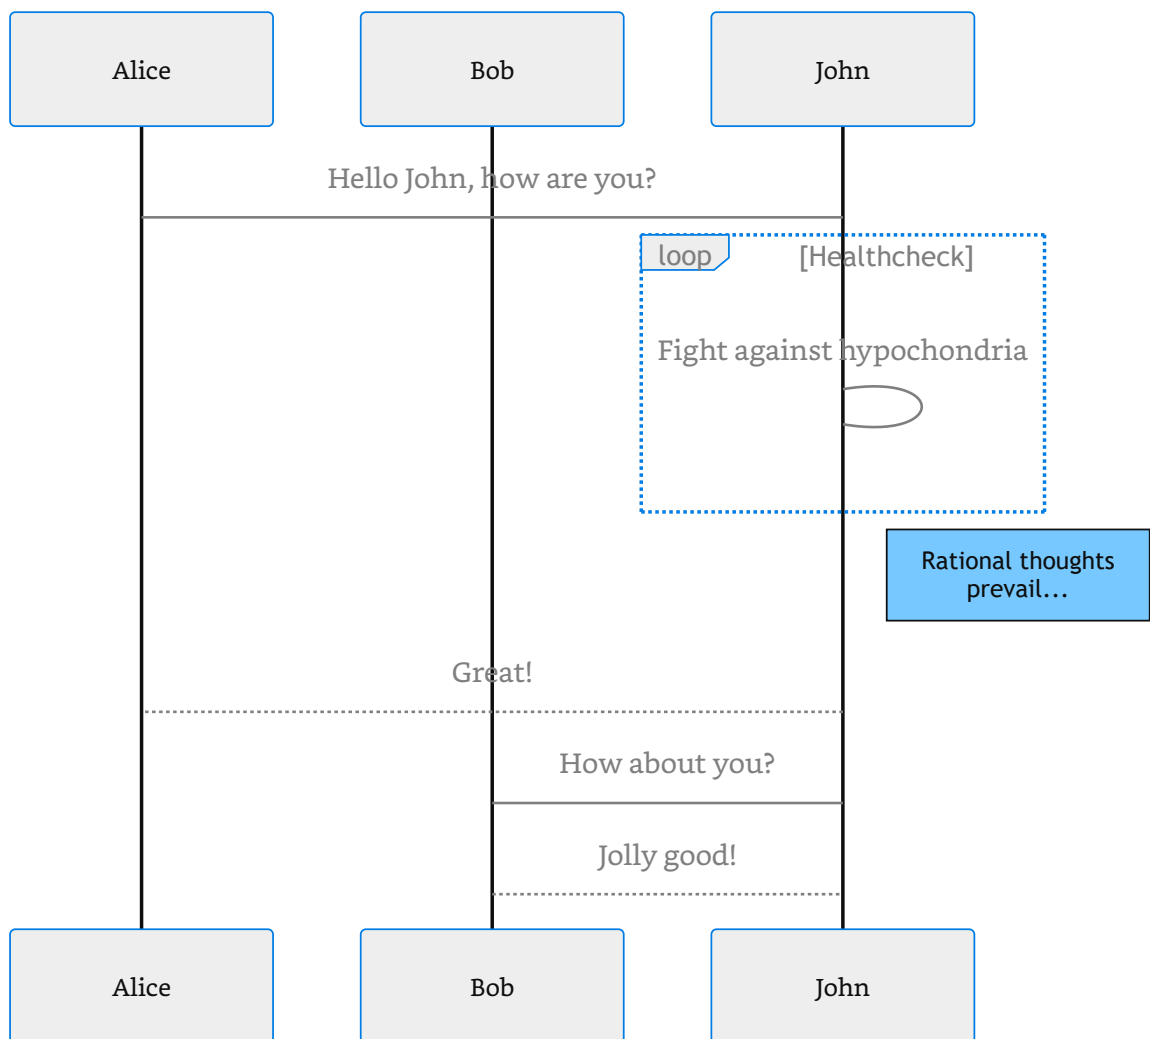 Alice
Bob
John
Hello John, how are you?
loop
[Healthcheck]
Fight against hypochondria
Rational thoughts
prevail...
Great!
How about you?
Jolly good!
Alice
Bob
John